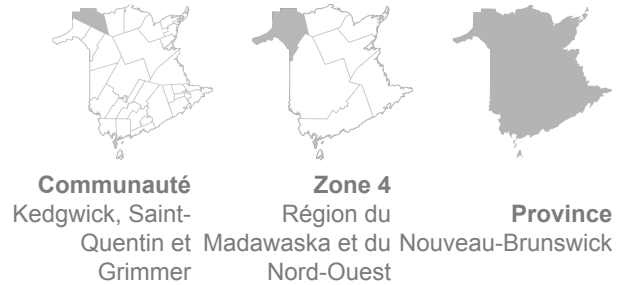 Communauté
Kedgwick, Saint-
Quentin et
Grimmer
Zone 4
Région du
Madawaska et du
Nord-Ouest
Province
Nouveau-Brunswick